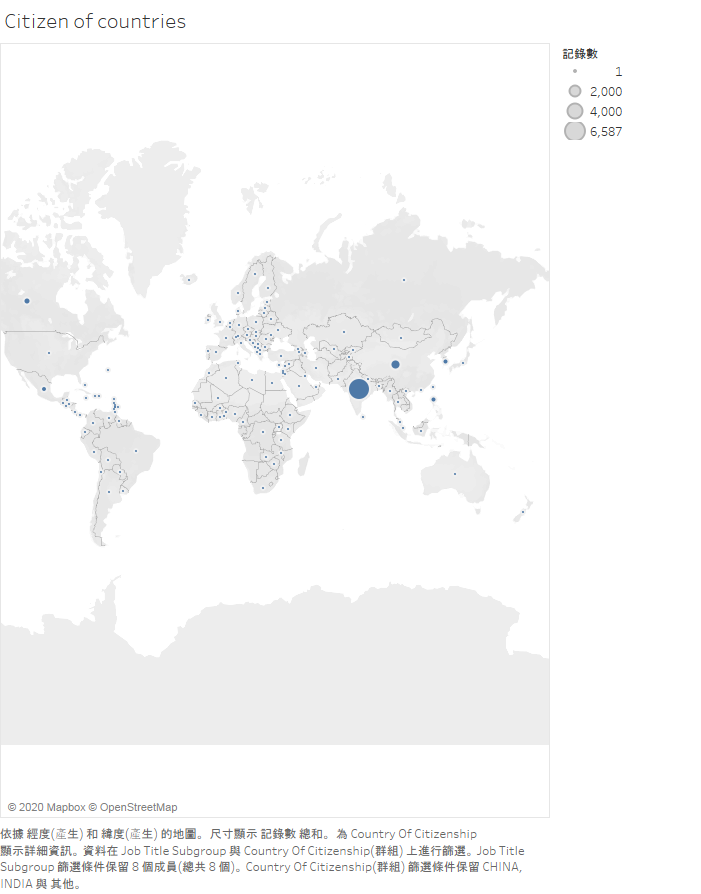 Citizen of countries
記錄數
1
2,000
4,000
6,587
© 2020 Mapbox © OpenStreetMap
依據 經度(產生) 和 緯度(產生) 的地圖。 尺寸顯示 記錄數 總和。 為 Country Of Citizenship
顯示詳細資訊。資料在 Job Title Subgroup 與 Country Of Citizenship(群組) 上進行篩選。Job Title
Subgroup 篩選條件保留 8 個成員(總共 8 個)。Country Of Citizenship(群組) 篩選條件保留 CHINA,
INDIA 與 其他。